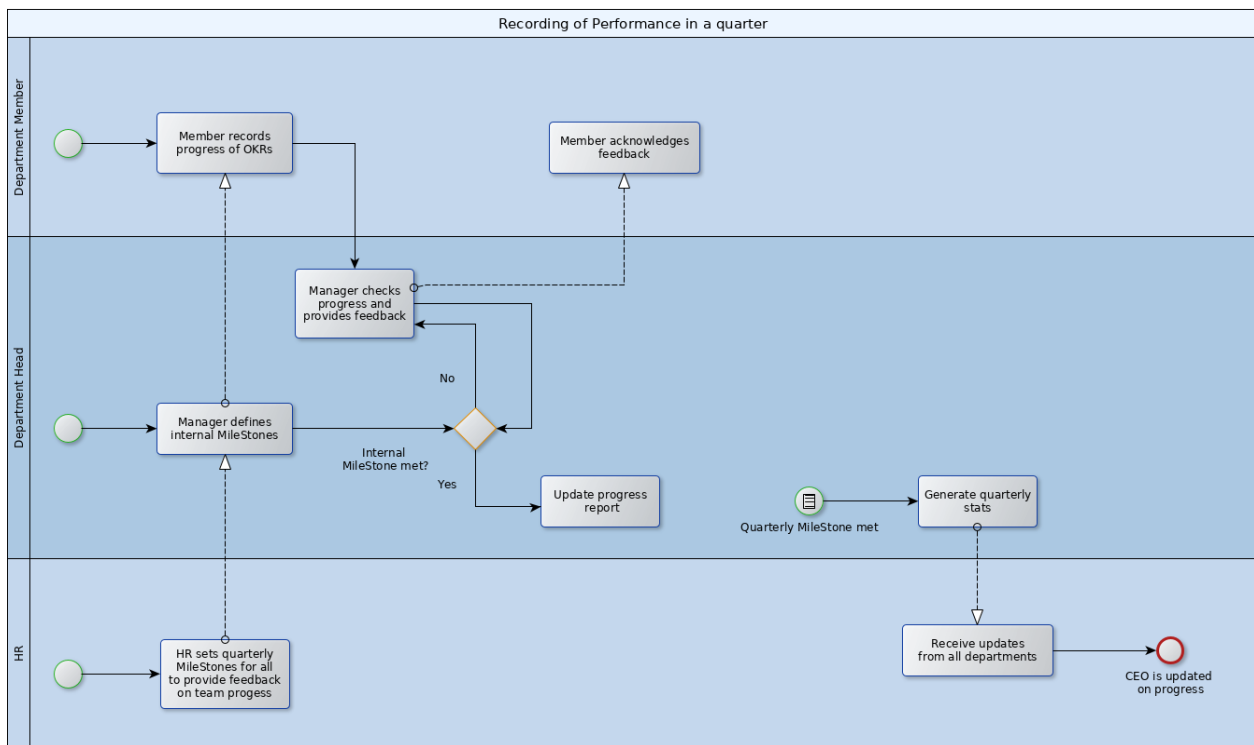 Recording of Performance in a quarter
Department Member
Member records
progress of OKRs
Member acknowledges
feedback
Department Head
Manager checks
progress and
provides feedback
No
Manager defines
internal MileStones
Internal
MileStone met?
Yes
Update progress
report
Quarterly MileStone met
Generate quarterly
stats
HR
HR sets quarterly
MileStones for all
to provide feedback
on team progess
Receive updates
from all departments
CEO is updated
on progress